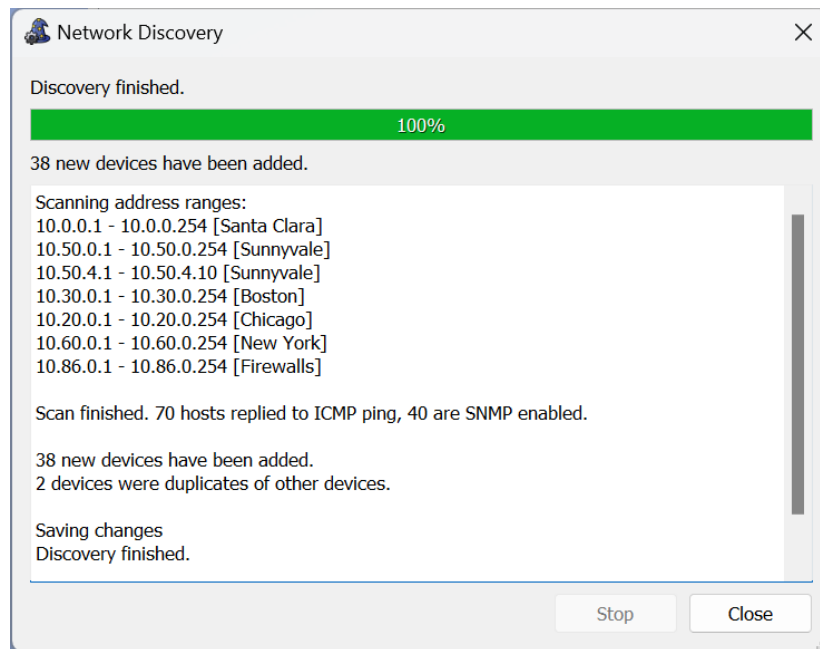 Network Discovery
Discovery finished.
100%
38 new devices have been added.
Scanning address ranges:
10.0.0.1 - 10.0.0.254 [Santa Clara]
10.50.0.1 - 10.50.0.254 [Sunnyvale]
10.50.4.1 - 10.50.4.10 [Sunnyvale]
10.30.0.1 - 10.30.0.254 [Boston]
10.20.0.1 - 10.20.0.254 [Chicago]
10.60.0.1 - 10.60.0.254 [New York]
10.86.0.1 - 10.86.0.254 [Firewalls]
Scan finished. 70 hosts replied to ICMP ping, 40 are SNMP enabled.
38 new devices have been added.
2 devices were duplicates of other devices.
Saving changes
Discovery finished.
Stop Close